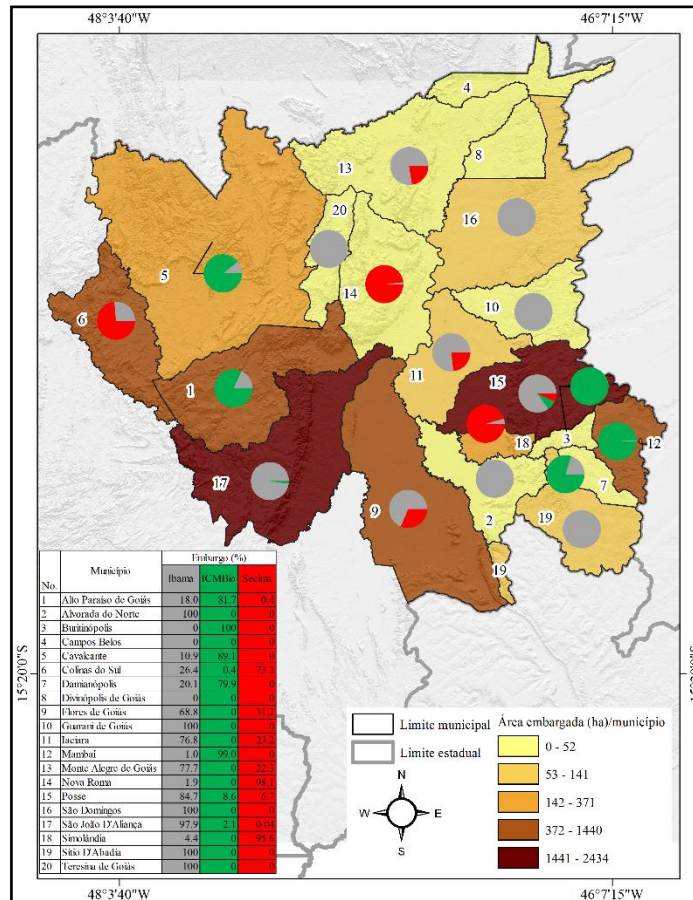 48°3'40"W 46°7'15"W
4
13
8
20
16
5
14
10
6
11
1
15
18
3
12
17
7
9
2
19
19
15°20'0"S 15°20'0"S
No. Município Embargo (%)
Ibama ICMBio Secima
1 Alto Paraíso de Goiás 18.0 81.7 0.4
2 Alvorada do Norte 100 0 0
3 Buritinópolis 0 100 0
4 Campos Belos 0 0 0
5 Cavalcante 10.9 89.1 0
6 Colinas do Sul 26.4 0.4 73.3
7 Damianópolis 20.1 79.9 0
8 Divinópolis de Goiás 0 0 0
9 Flores de Goiás 68.8 0 31.2
10 Guarani de Goiás 100 0 0
11 Iaciara 76.8 0 23.2
12 Mambaí 1.0 99.0 0
13 Monte Alegre de Goiás 77.7 0 22.3
14 Nova Roma 1.9 0 98.1
15 Posse 84.7 8.6 6.7
16 São Domingos 100 0 0
17 São João D'Aliança 97.9 2.1 0.04
18 Simolândia 4.4 0 95.6
19 Sítio D'Abadia 100 0 0
20 Teresina de Goiás 100 0 0
Limite municipal
Limite estadual
N
W E
S
Área embargada (ha)/município
0 - 52
53 - 141
142 - 371
372 - 1440
1441 - 2434
48°3'40"W 46°7'15"W